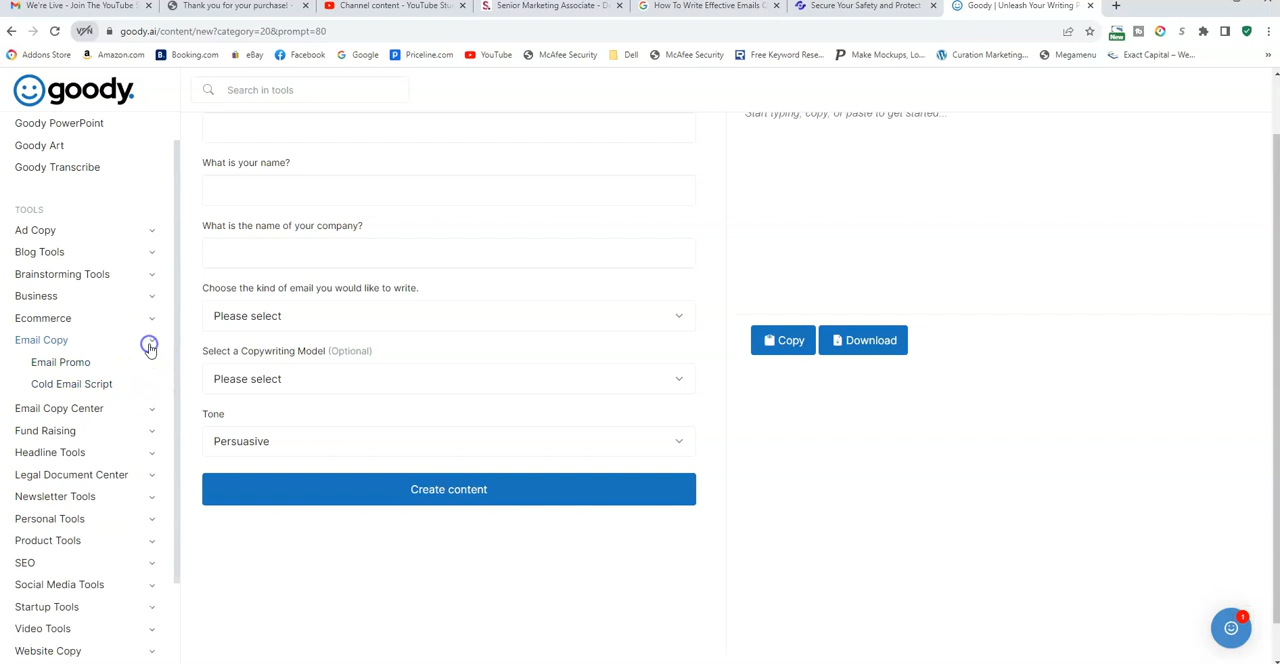 We're Live - Join The YouTube S
Thank you for your purchase! -
Channel content - YouTube Stu
Senior Marketing Associate - D
How To Write Effective Emails
Secure Your Safety and Protect
Goody | Unleash Your Writing P
VPN
goody.ai/content/new?category=20&prompt=80
New
Addons Store
Amazon.com
Booking.com
eBay
Facebook
Google
Priceline.com
YouTube
McAfee Security
Dell
McAfee Security
Free Keyword Rese...
Make Mockups, Lo...
Curation Marketing...
Megamenu
Exact Capital – We...
»
goody.
Search in tools
Goody PowerPoint
Goody Art
Goody Transcribe
TOOLS
Ad Copy
Blog Tools
Brainstorming Tools
Business
Ecommerce
Email Copy
Email Promo
Cold Email Script
Email Copy Center
Fund Raising
Headline Tools
Legal Document Center
Newsletter Tools
Personal Tools
Product Tools
SEO
Social Media Tools
Startup Tools
Video Tools
Website Copy
What is your name?
What is the name of your company?
Choose the kind of email you would like to write.
Please select
Select a Copywriting Model (Optional)
Please select
Tone
Persuasive
Create content
Start typing, copy, or paste to get started...
Copy
Download
1